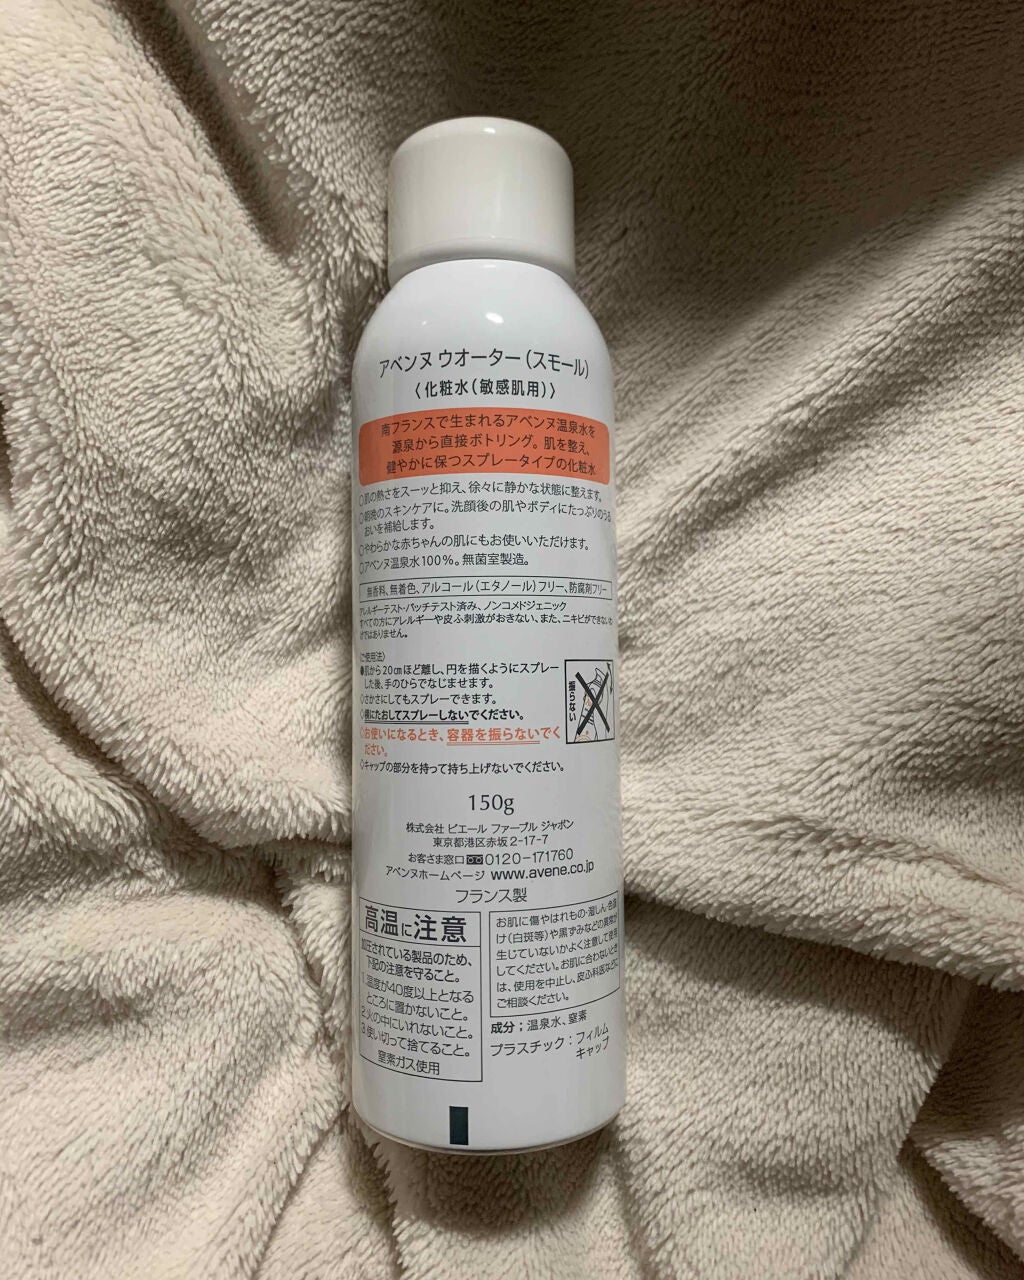 アベンヌ ウオーター（スモール）
〈化粧水（敏感肌用）〉
南フランスで生まれるアベンヌ温泉水を
源泉から直接ボトリング。肌を整え、
健やかに保つスプレータイプの化粧水
○肌の熱さをスーッと抑え、徐々に静かな状態に整えます。
○朝晩のスキンケアに。洗顔後の肌やボディにたっぷりのうる
おいを補給します。
○やわらかな赤ちゃんの肌にもお使いいただけます。
○アベンヌ温泉水100%。無菌室製造。
無香料、無着色、アルコール（エタノール）フリー、防腐剤フリー
アレルギーテスト・パッチテスト済み、ノンコメドジェニック
すべての方にアレルギーや皮ふ刺激がおきない、また、ニキビができないわ
けではありません。
〈ご使用法〉
●肌から20cmほど離し、円を描くようにスプレー
した後、手のひらでなじませます。
○さかさにしてもスプレーできます。
○横にたおしてスプレーしないでください。
○お使いになるとき、容器を振らないでく
ださい。
○キャップの部分を持って持ち上げないでください。
振らない
150g
株式会社 ピエール ファーブル ジャポン
東京都港区赤坂2-17-7
お客さま窓口 0120-171760
アベンヌホームページ www.avene.co.jp
フランス製
高温に注意
加圧されている製品のため、
下記の注意を守ること。
1.温度が40度以上となる
ところに置かないこと。
2.火の中にいれないこと。
3.使い切って捨てること。
窒素ガス使用
お肌に傷やはれもの・湿しん・色抜
け（白斑等）や黒ずみなどの異常が
生じていないかよく注意して使用
してください。お肌に合わないとき
は、使用を中止し、皮ふ科医などに
ご相談ください。
成分；温泉水、窒素
プラスチック：フィルム
キャップ